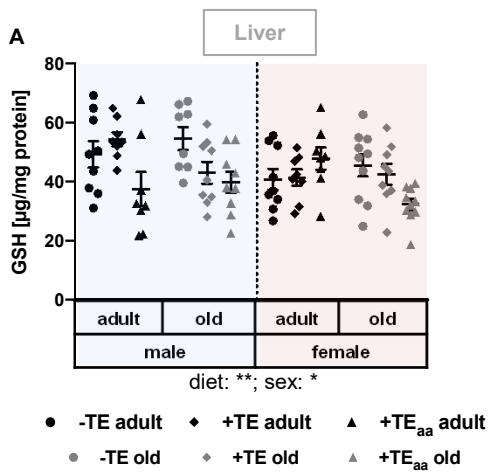 A
Liver
GSH [µg/mg protein]
80
60
40
20
0
adult old adult old
male female
diet: **; sex: *
-TE adult +TE adult +TEaa adult
-TE old +TE old +TEaa old